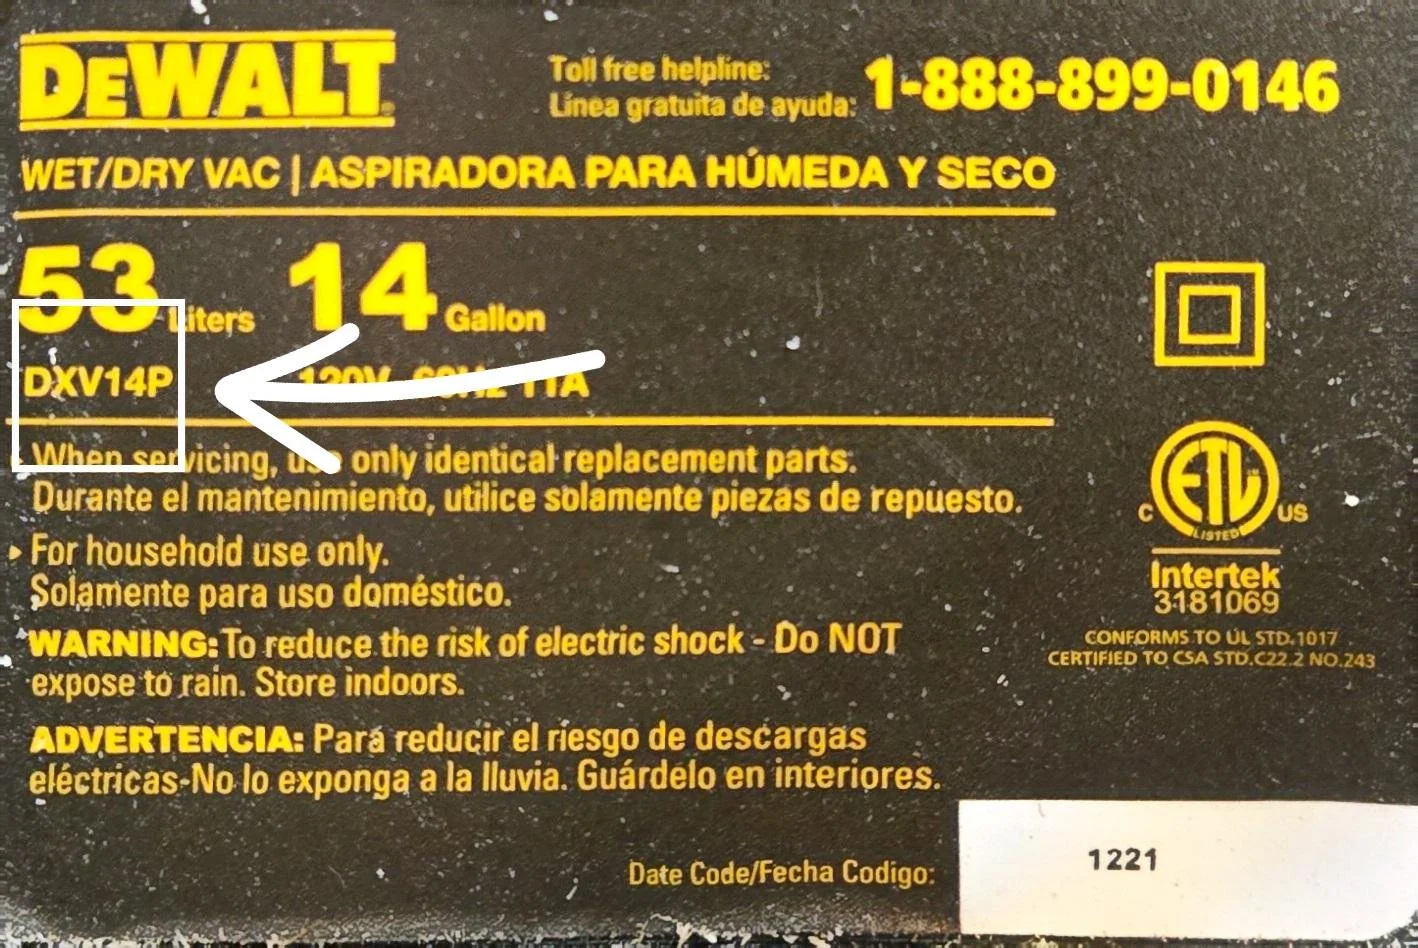 DEWALT
Toll free helpline:
Línea gratuita de ayuda:
1-888-899-0146
WET/DRY VAC | ASPIRADORA PARA HÚMEDA Y SECO
53 Liters 14 Gallon
DXV14P 120V 60Hz 11A
When servicing, use only identical replacement parts.
Durante el mantenimiento, utilice solamente piezas de repuesto.
For household use only.
Solamente para uso doméstico.
WARNING: To reduce the risk of electric shock - Do NOT
expose to rain. Store indoors.
ADVERTENCIA: Para reducir el riesgo de descargas
eléctricas-No lo exponga a la lluvia. Guárdelo en interiores.
C ETL US
LISTED
Intertek
3181069
CONFORMS TO UL STD.1017
CERTIFIED TO CSA STD.C22.2 NO.243
Date Code/Fecha Codigo:
1221